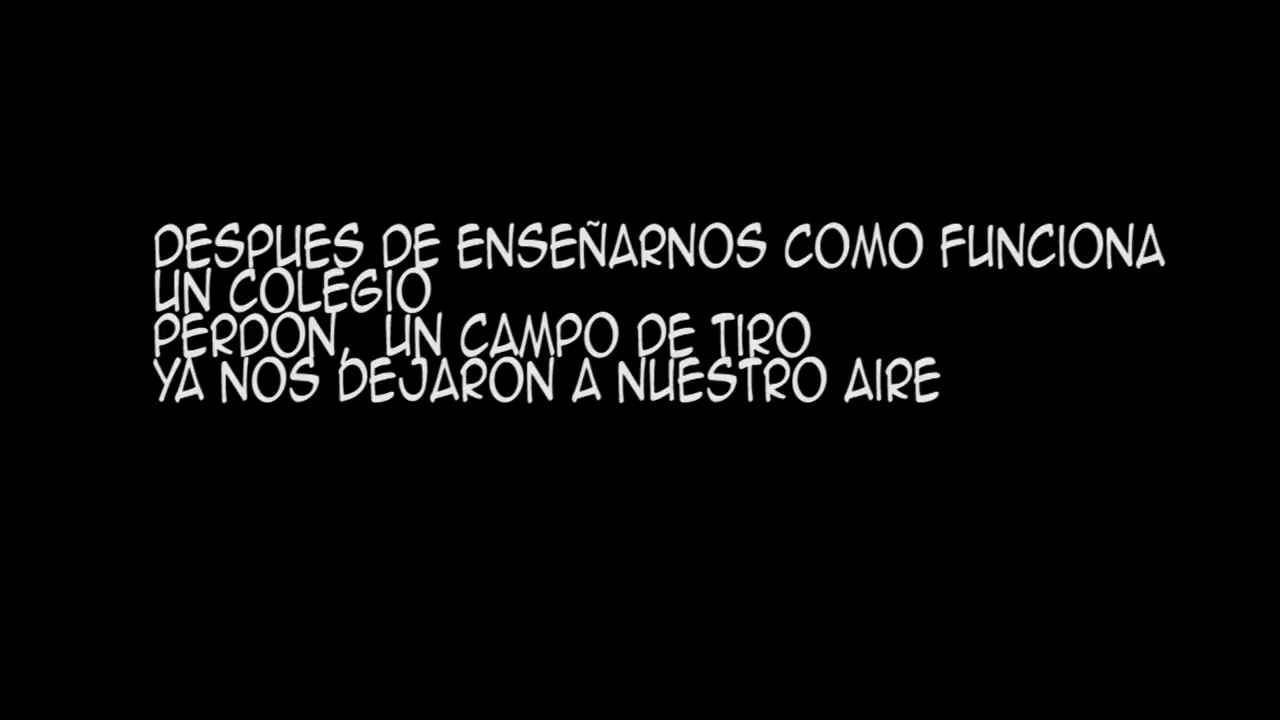 DESPUES DE ENSEÑARNOS COMO FUNCIONA
UN COLEGIO
PERDON, UN CAMPO DE TIRO
YA NOS DEJARON A NUESTRO AIRE